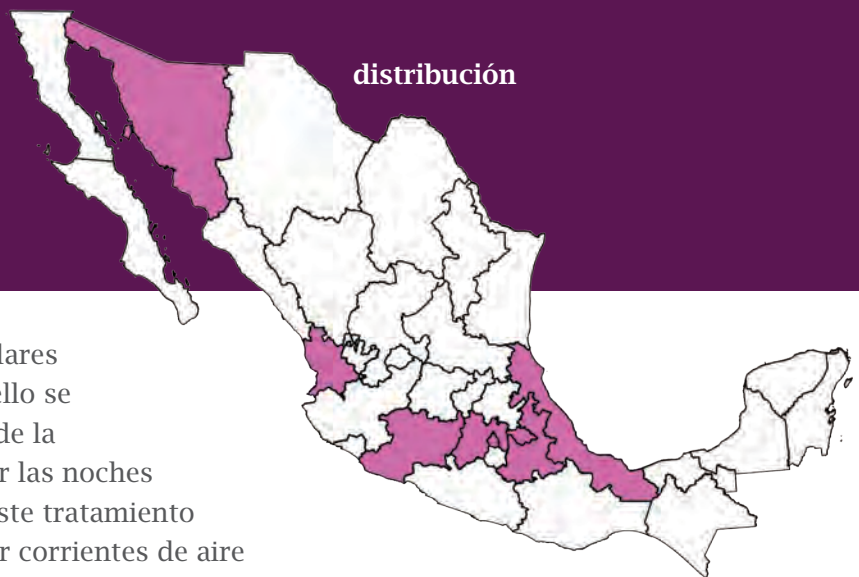 distribución
lares
ello se
de la
r las noches
ste tratamiento
r corrientes de aire